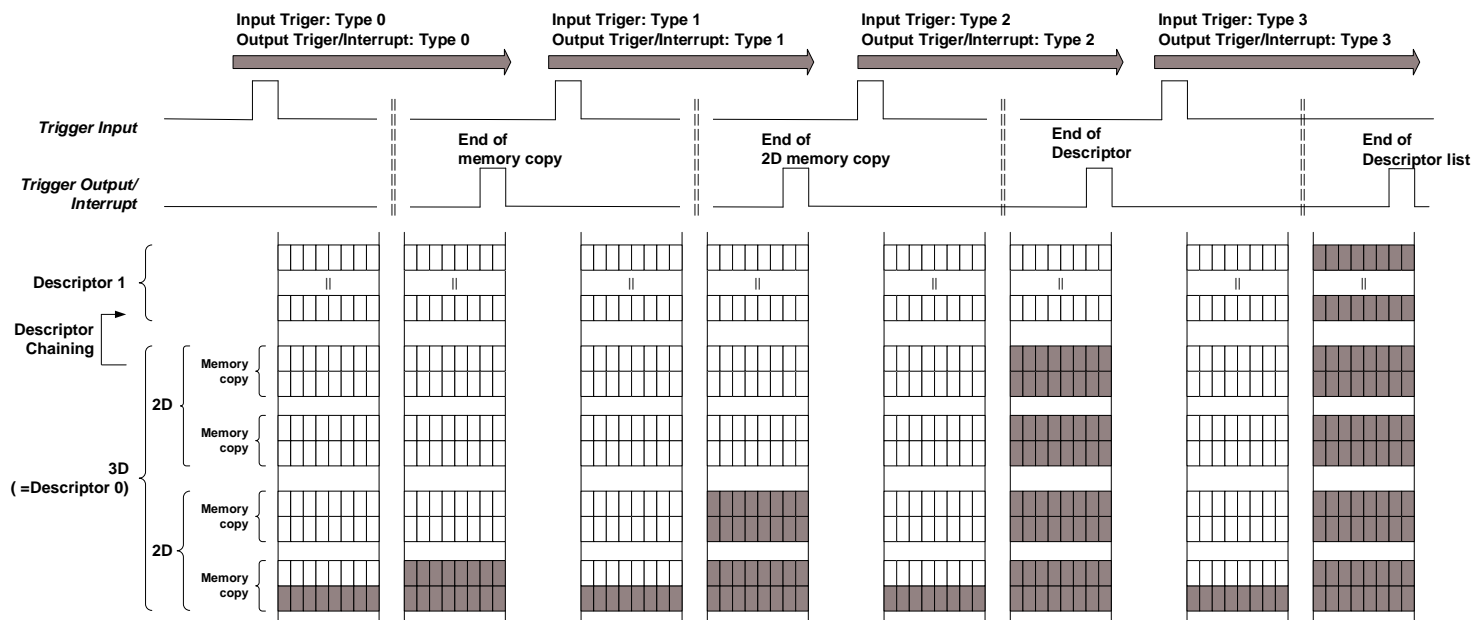 Input Triger: Type 0
Output Triger/Interrupt: Type 0
Input Triger: Type 1
Output Triger/Interrupt: Type 1
Input Triger: Type 2
Output Triger/Interrupt: Type 2
Input Triger: Type 3
Output Triger/Interrupt: Type 3
Trigger Input
End of
memory copy
End of
2D memory copy
End of
Descriptor
End of
Descriptor list
Trigger Output/
Interrupt
Descriptor 1
Descriptor
Chaining
Memory
copy
2D
Memory
copy
3D
( =Descriptor 0)
Memory
copy
2D
Memory
copy